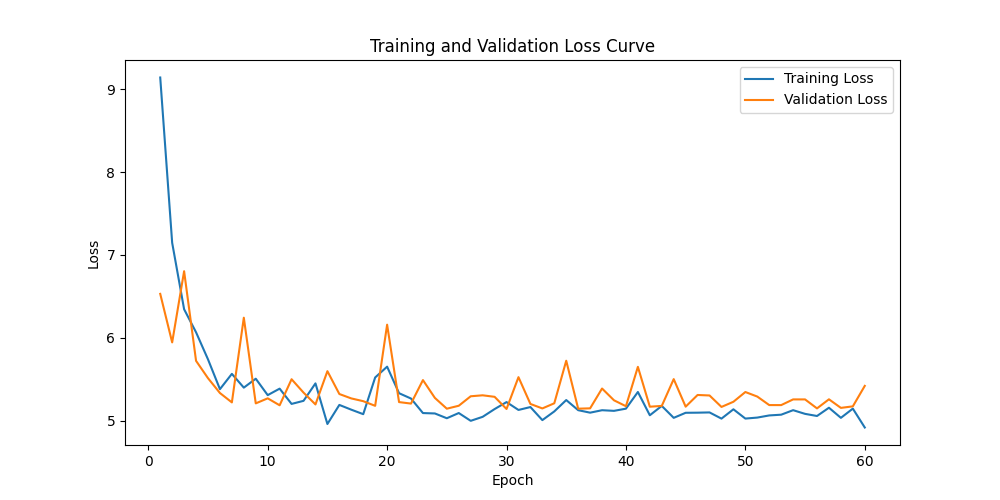 Training and Validation Loss Curve
Training Loss
Validation Loss
9
8
7
6
5
Loss
0 10 20 30 40 50 60
Epoch